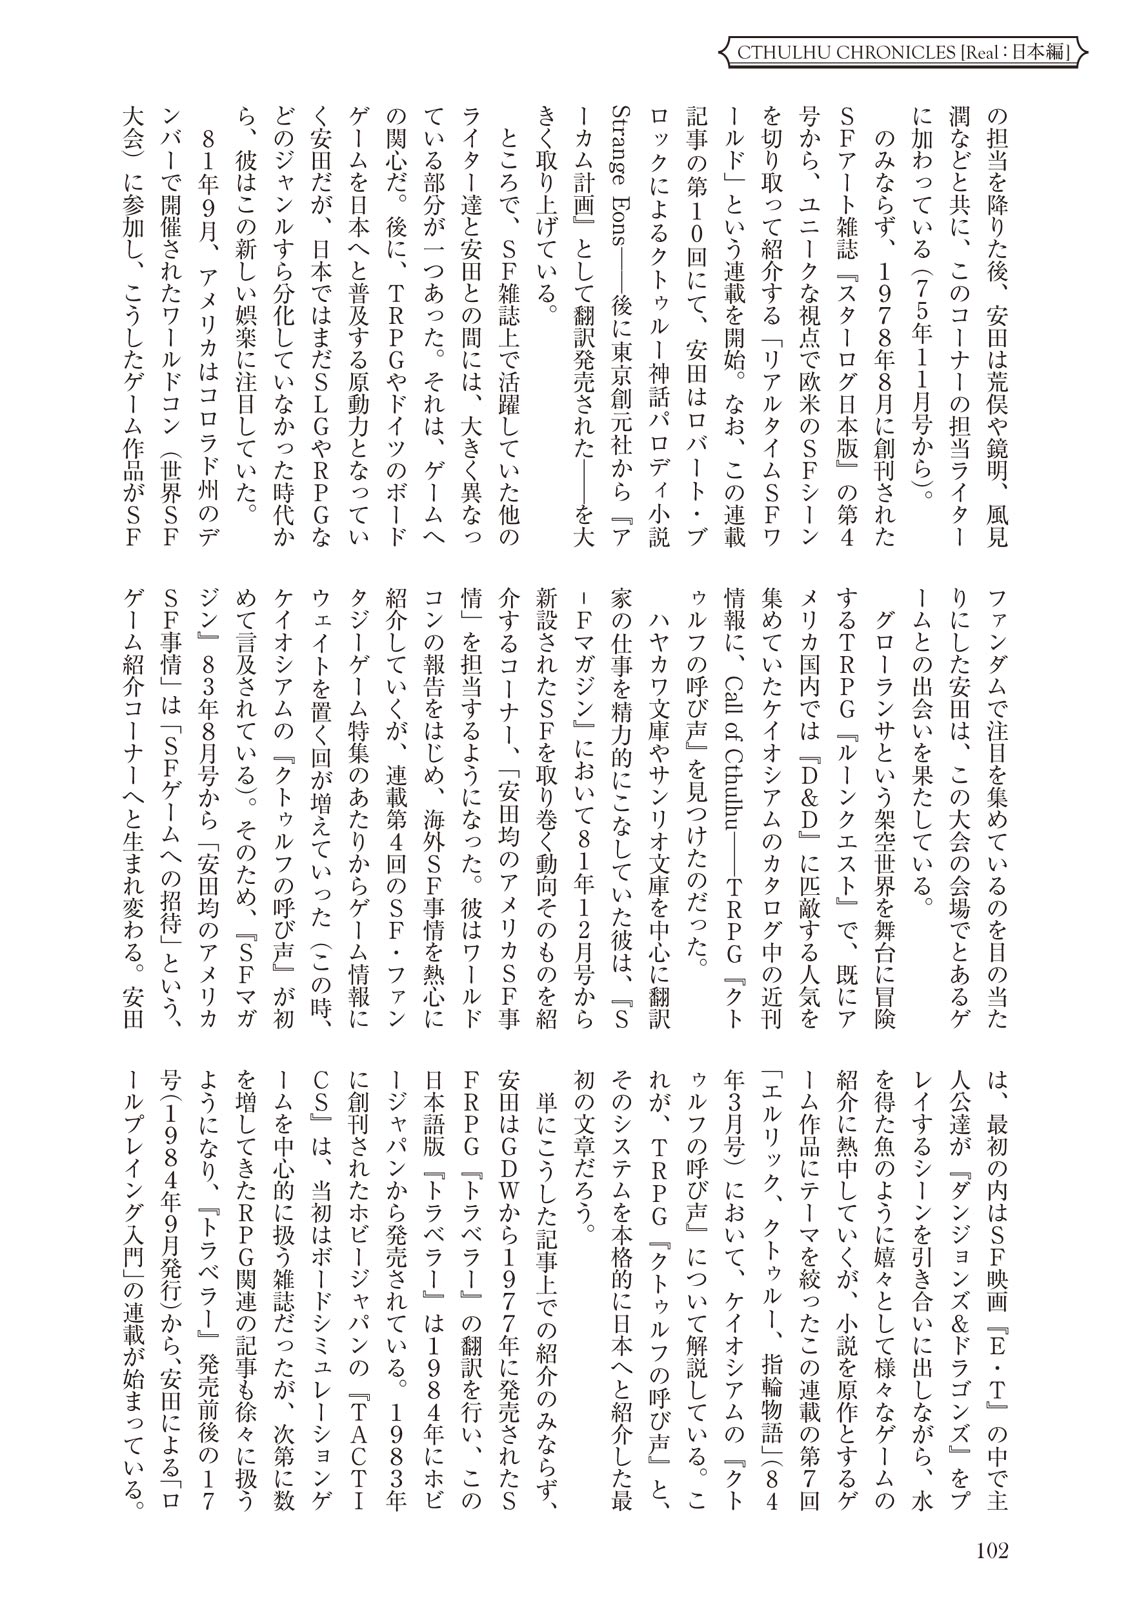 CTHULHU CHRONICLES [Real：日本編]
の担当を降りた後、安田は荒俣や鏡明、風見
潤などと共に、このコーナーの担当ライター
に加わっている（75年11月号から）。
　のみならず、1978年8月に創刊された
SFアート雑誌『スターログ日本版』の第4
号から、ユニークな視点で欧米のSFシーン
を切り取って紹介する「リアルタイムSFワ
ールド」という連載を開始。なお、この連載
記事の第10回にて、安田はロバート・ブ
ロックによるクトゥルー神話パロディ小説
Strange Eons――後に東京創元社から『ア
ーカム計画』として翻訳発売された――を大
きく取り上げている。
　ところで、SF雑誌上で活躍していた他の
ライター達と安田との間には、大きく異なっ
ている部分が一つあった。それは、ゲームへ
の関心だ。後に、TRPGやドイツのボード
ゲームを日本へと普及する原動力となってい
く安田だが、日本ではまだSLGやRPGな
どのジャンルすら分化していなかった時代か
ら、彼はこの新しい娯楽に注目していた。
　81年9月、アメリカはコロラド州のデ
ンバーで開催されたワールドコン（世界SF
大会）に参加し、こうしたゲーム作品がSF
ファンダムで注目を集めているのを目の当た
りにした安田は、この大会の会場でとあるゲ
ームとの出会いを果たしている。
　グローランサという架空世界を舞台に冒険
するTRPG『ルーンクエスト』で、既にア
メリカ国内では『D&D』に匹敵する人気を
集めていたケイオシアムのカタログ中の近刊
情報に、Call of Cthulhu――TRPG『クト
ゥルフの呼び声』を見つけたのだった。
　ハヤカワ文庫やサンリオ文庫を中心に翻訳
家の仕事を精力的にこなしていた彼は、『S
-Fマガジン』において81年12月号から
新設されたSFを取り巻く動向そのものを紹
介するコーナー、「安田均のアメリカSF事
情」を担当するようになった。彼はワールド
コンの報告をはじめ、海外SF事情を熱心に
紹介していくが、連載第4回のSF・ファン
タジーゲーム特集のあたりからゲーム情報に
ウェイトを置く回が増えていった（この時、
ケイオシアムの『クトゥルフの呼び声』が初
めて言及されている）。そのため、『SFマガ
ジン』83年8月号から「安田均のアメリカ
SF事情」は「SFゲームへの招待」という、
ゲーム紹介コーナーへと生まれ変わる。安田
は、最初の内はSF映画『E・T』の中で主
人公達が『ダンジョンズ&ドラゴンズ』をプ
レイするシーンを引き合いに出しながら、水
を得た魚のように嬉々として様々なゲームの
紹介に熱中していくが、小説を原作とするゲ
ーム作品にテーマを絞ったこの連載の第7回
「エルリック、クトゥルー、指輪物語」（84
年3月号）において、ケイオシアムの『クト
ゥルフの呼び声』について解説している。こ
れが、TRPG『クトゥルフの呼び声』と、
そのシステムを本格的に日本へと紹介した最
初の文章だろう。
　単にこうした記事上での紹介のみならず、
安田はGDWから1977年に発売されたS
FRPG『トラベラー』の翻訳を行い、この
日本語版『トラベラー』は1984年にホビ
ージャパンから発売されている。1983年
に創刊されたホビージャパンの『TACTI
CS』は、当初はボードシミュレーションゲ
ームを中心的に扱う雑誌だったが、次第に数
を増してきたRPG関連の記事も徐々に扱う
ようになり、『トラベラー』発売前後の17
号（1984年9月発行）から、安田による「ロ
ールプレイング入門」の連載が始まっている。
102